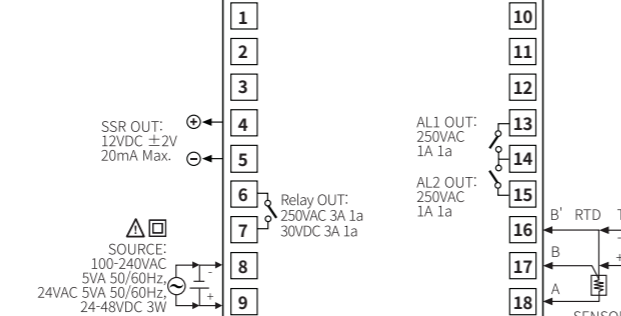 1
2
3
4
5
6
7
8
9
SSR OUT:
12VDC ±2V
20mA Max.
+
-
Relay OUT:
250VAC 3A 1a
30VDC 3A 1a
SOURCE:
100-240VAC
5VA 50/60Hz,
24VAC 5VA 50/60Hz,
24-48VDC 3W
-
+
10
11
12
13
14
15
16
17
18
AL1 OUT:
250VAC
1A 1a
AL2 OUT:
250VAC
1A 1a
B' RTD
B
A
-
+